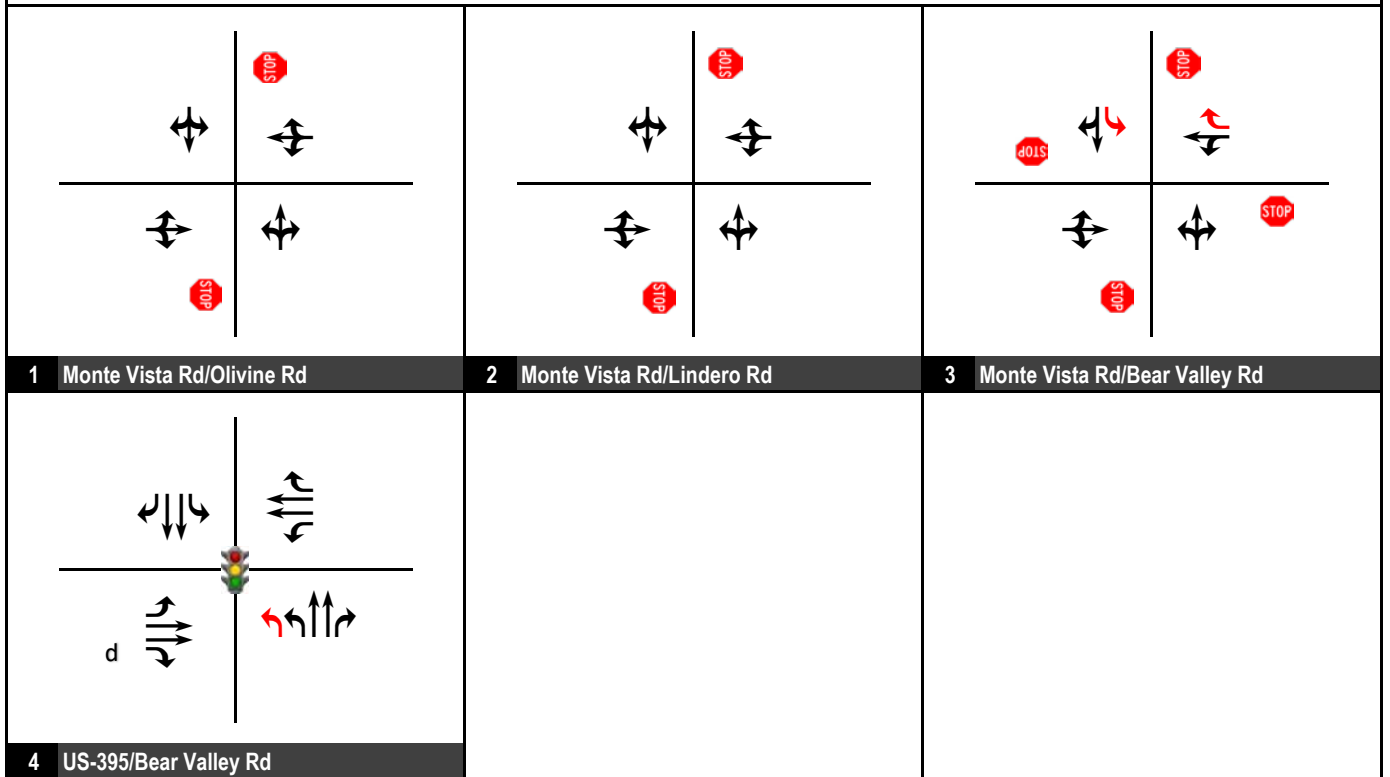 STOP
STOP
STOP
STOP
STOP
STOP
STOP
STOP
1 Monte Vista Rd/Olivine Rd
2 Monte Vista Rd/Lindero Rd
3 Monte Vista Rd/Bear Valley Rd
d
4 US-395/Bear Valley Rd